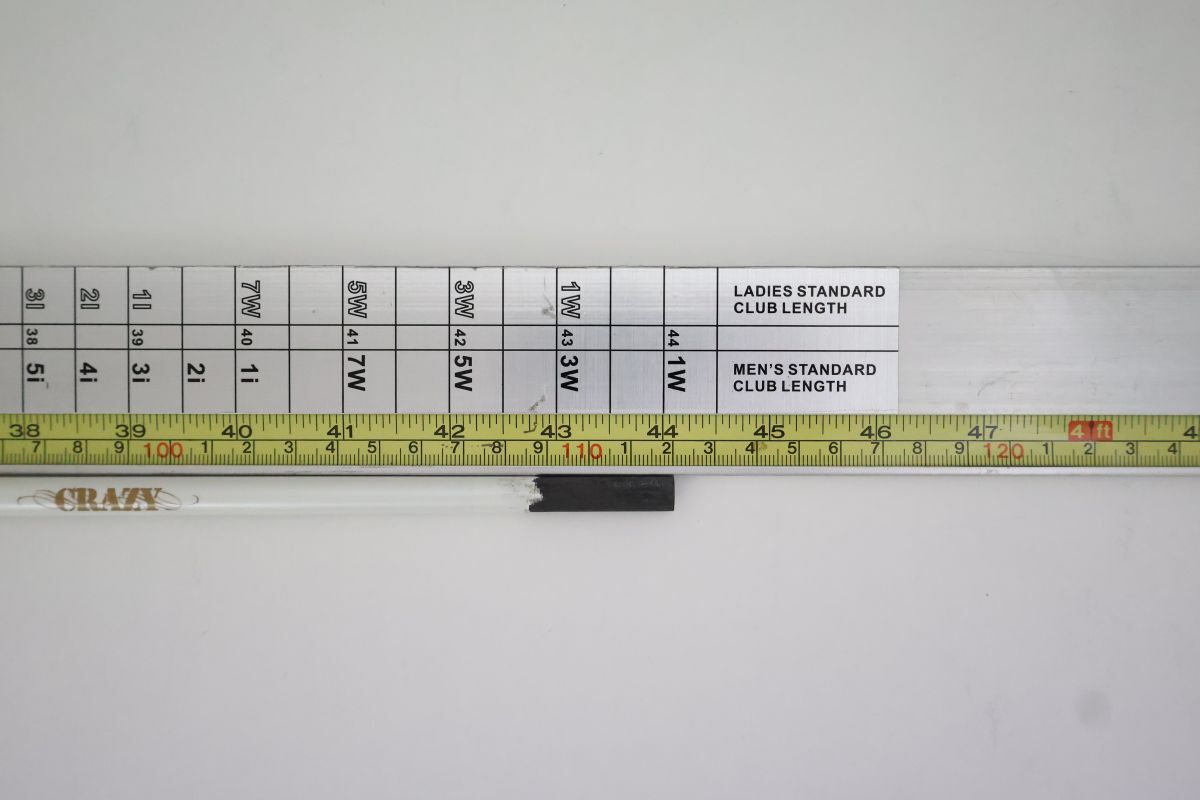 3I 2I 1I 7W 5W 3W 1W LADIES STANDARD
CLUB LENGTH
38 39 40 41 42 43 44
5i 4i 3i 2i 1i 7W 5W 3W 1W MEN'S STANDARD
CLUB LENGTH
38 39 40 41 42 43 44 45 46 47 4ft 4
7 8 9 100 1 2 3 4 5 6 7 8 9 110 1 2 3 4 5 6 7 8 9 120 1 2 3 4
CRAZY